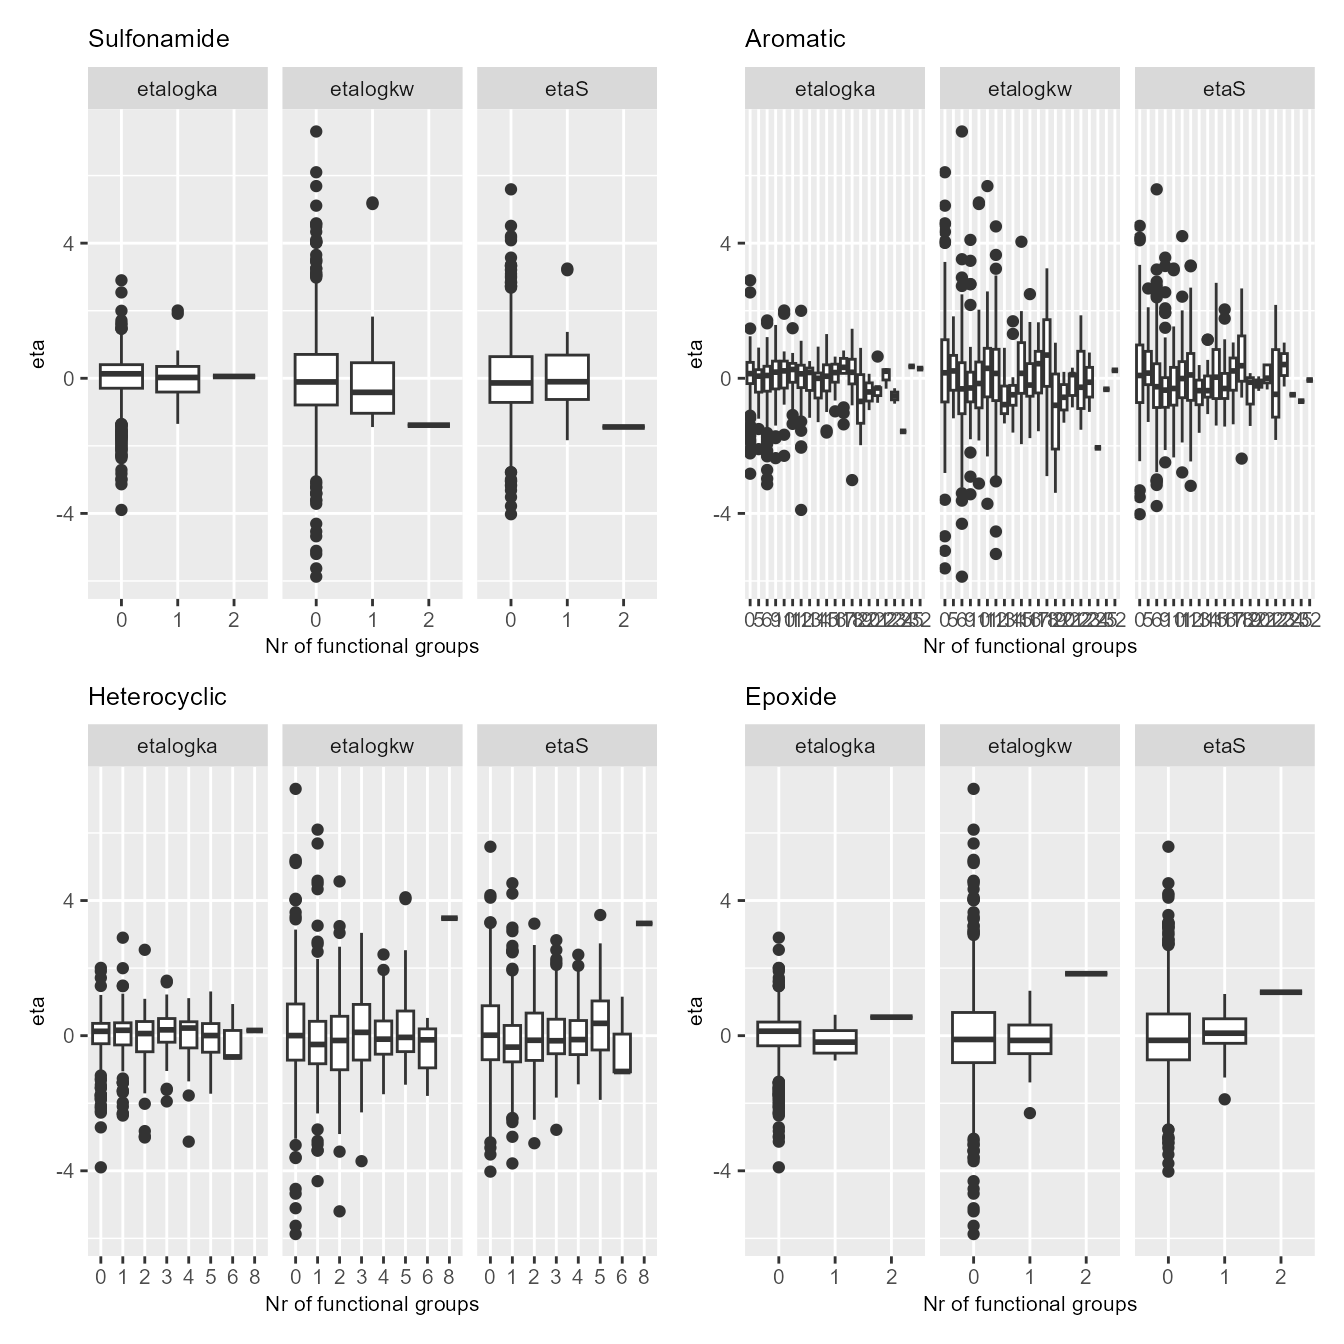 Sulfonamide
etalogka etalogkw etaS
4
0
-4
eta
0 1 2 0 1 2 0 1 2
Nr of functional groups
Aromatic
etalogka etalogkw etaS
4
0
-4
eta
Nr of functional groups
Heterocyclic
etalogka etalogkw etaS
4
0
-4
eta
0 1 2 3 4 5 6 8 0 1 2 3 4 5 6 8 0 1 2 3 4 5 6 8
Nr of functional groups
Epoxide
etalogka etalogkw etaS
4
0
-4
eta
0 1 2 0 1 2 0 1 2
Nr of functional groups